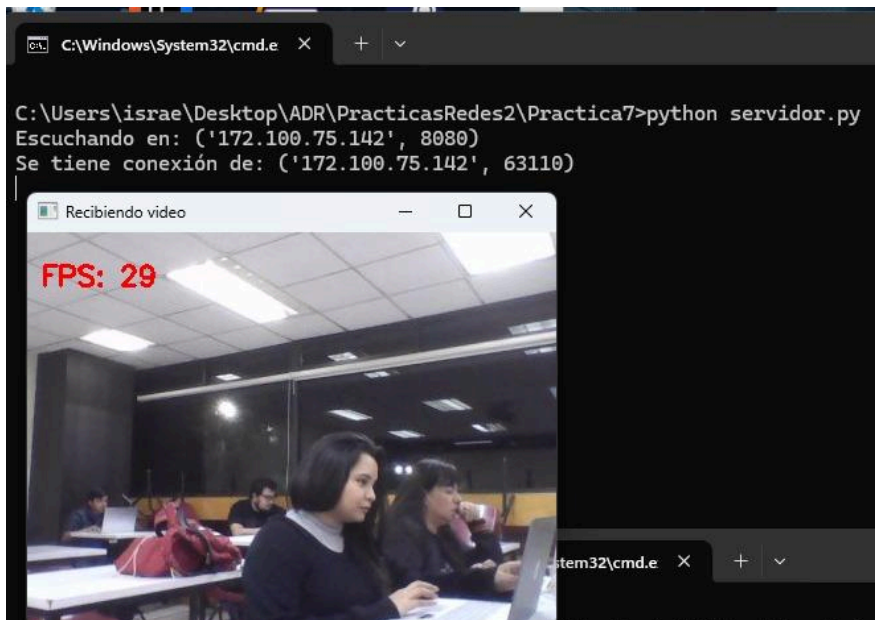 C:\Windows\System32\cmd.e
C:\Users\israe\Desktop\ADR\PracticasRedes2\Practica7>python servidor.py
Escuchando en: ('172.100.75.142', 8080)
Se tiene conexión de: ('172.100.75.142', 63110)
Recibiendo video
FPS: 29
stem32\cmd.e